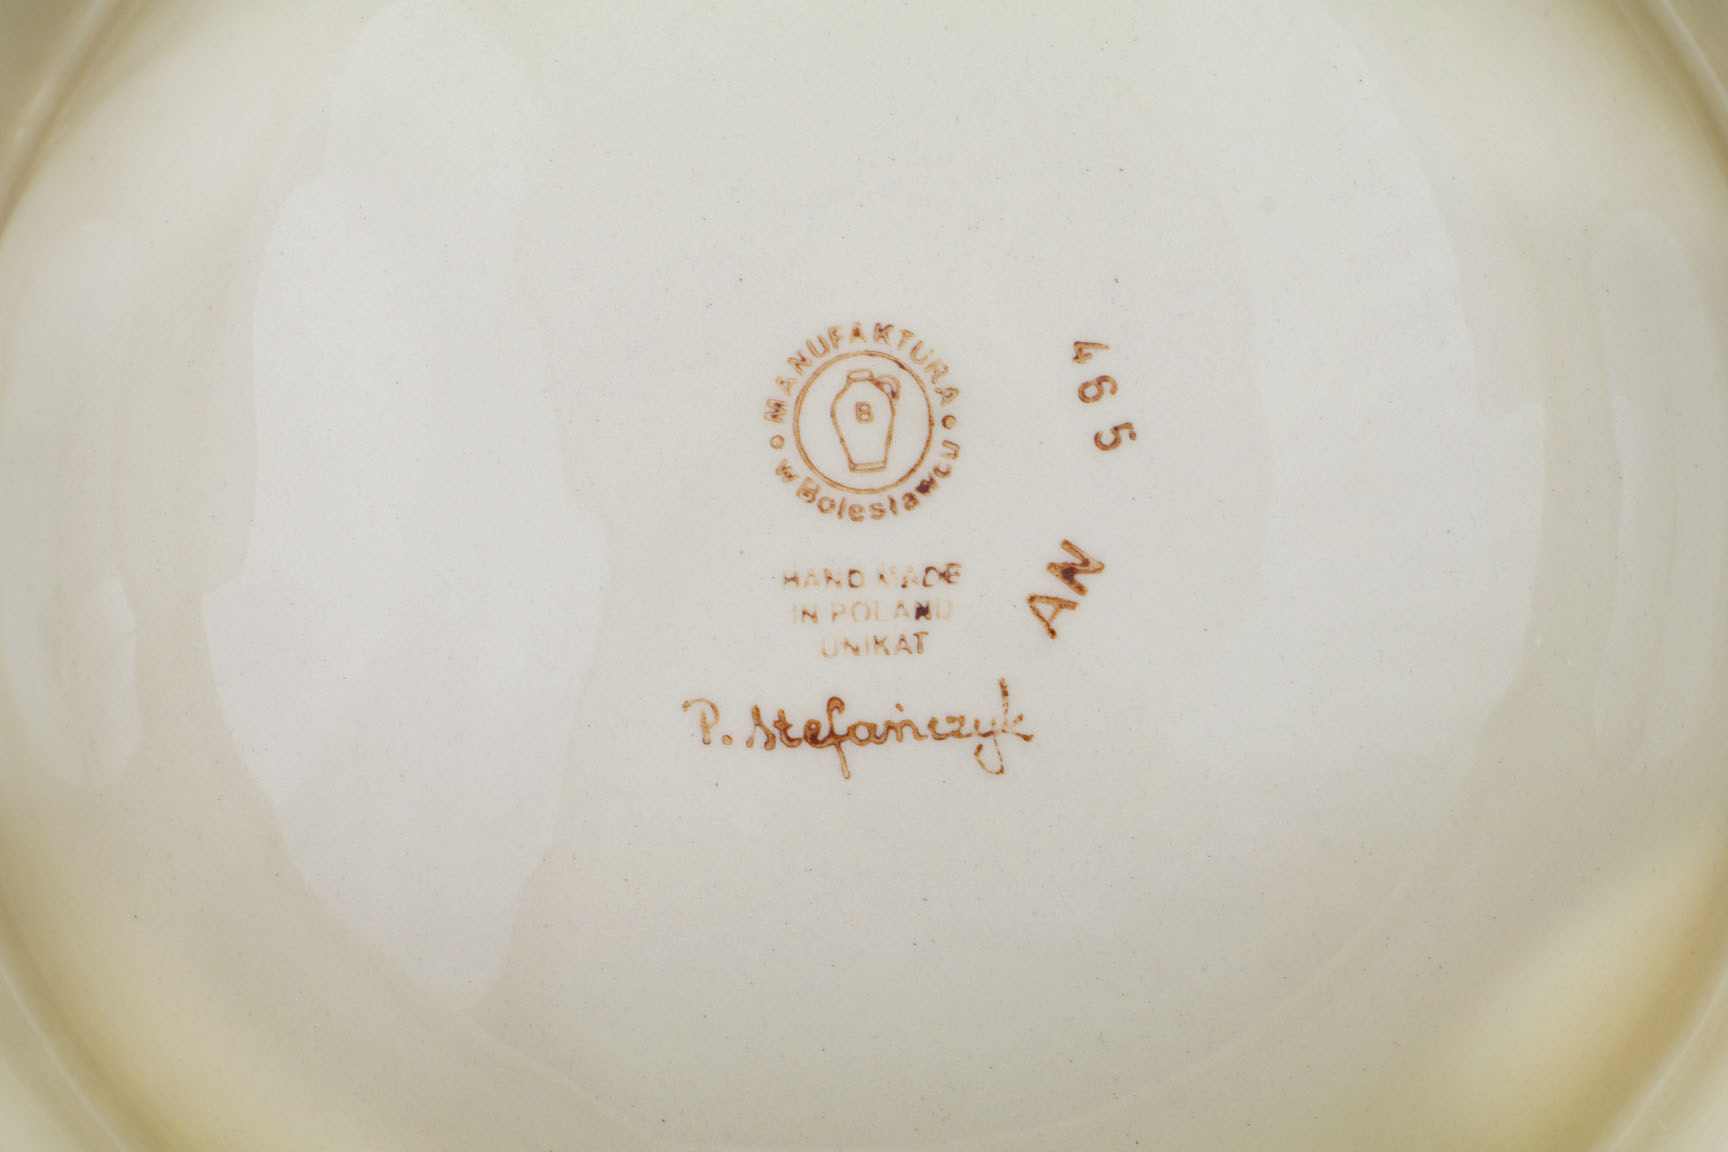 MANUFAKTURA
w Bolesławcu
B
HAND MADE
IN POLAND
UNIKAT
P. Stefańczyk
465
AN